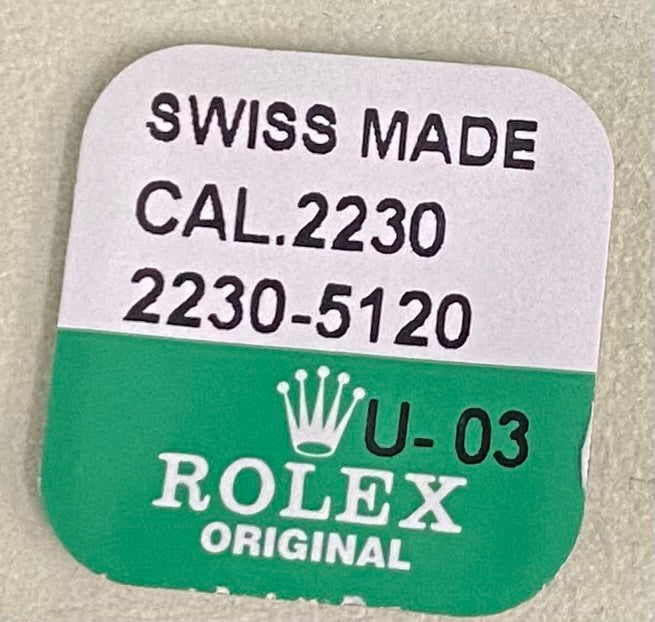 SWISS MADE
CAL.2230
2230-5120
U- 03
ROLEX
ORIGINAL